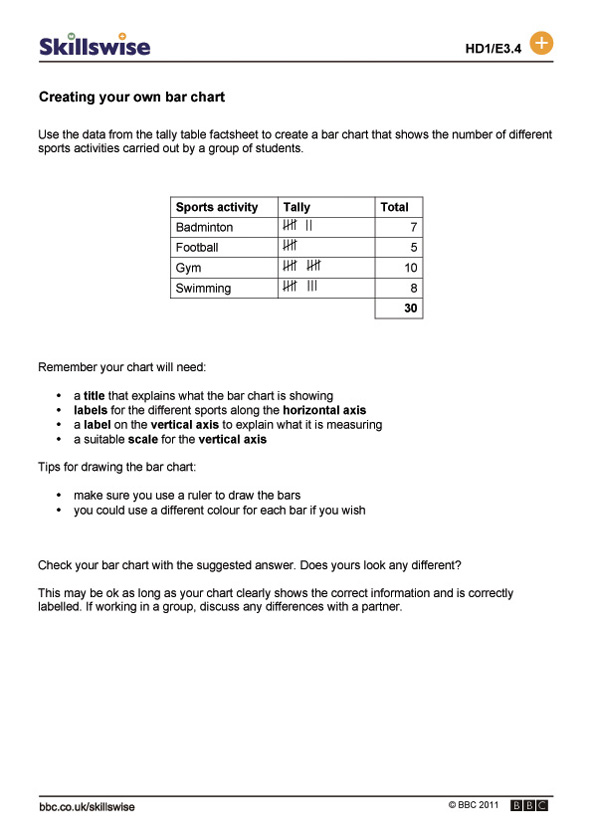 Skillswise
HD1/E3.4
Creating your own bar chart
Use the data from the tally table factsheet to create a bar chart that shows the number of different
sports activities carried out by a group of students.
Sports activity Tally Total
Badminton 7
Football 5
Gym 10
Swimming 8
30
Remember your chart will need:
• a title that explains what the bar chart is showing
• labels for the different sports along the horizontal axis
• a label on the vertical axis to explain what it is measuring
• a suitable scale for the vertical axis
Tips for drawing the bar chart:
• make sure you use a ruler to draw the bars
• you could use a different colour for each bar if you wish
Check your bar chart with the suggested answer. Does yours look any different?
This may be ok as long as your chart clearly shows the correct information and is correctly
labelled. If working in a group, discuss any differences with a partner.
bbc.co.uk/skillswise
© BBC 2011 BBC